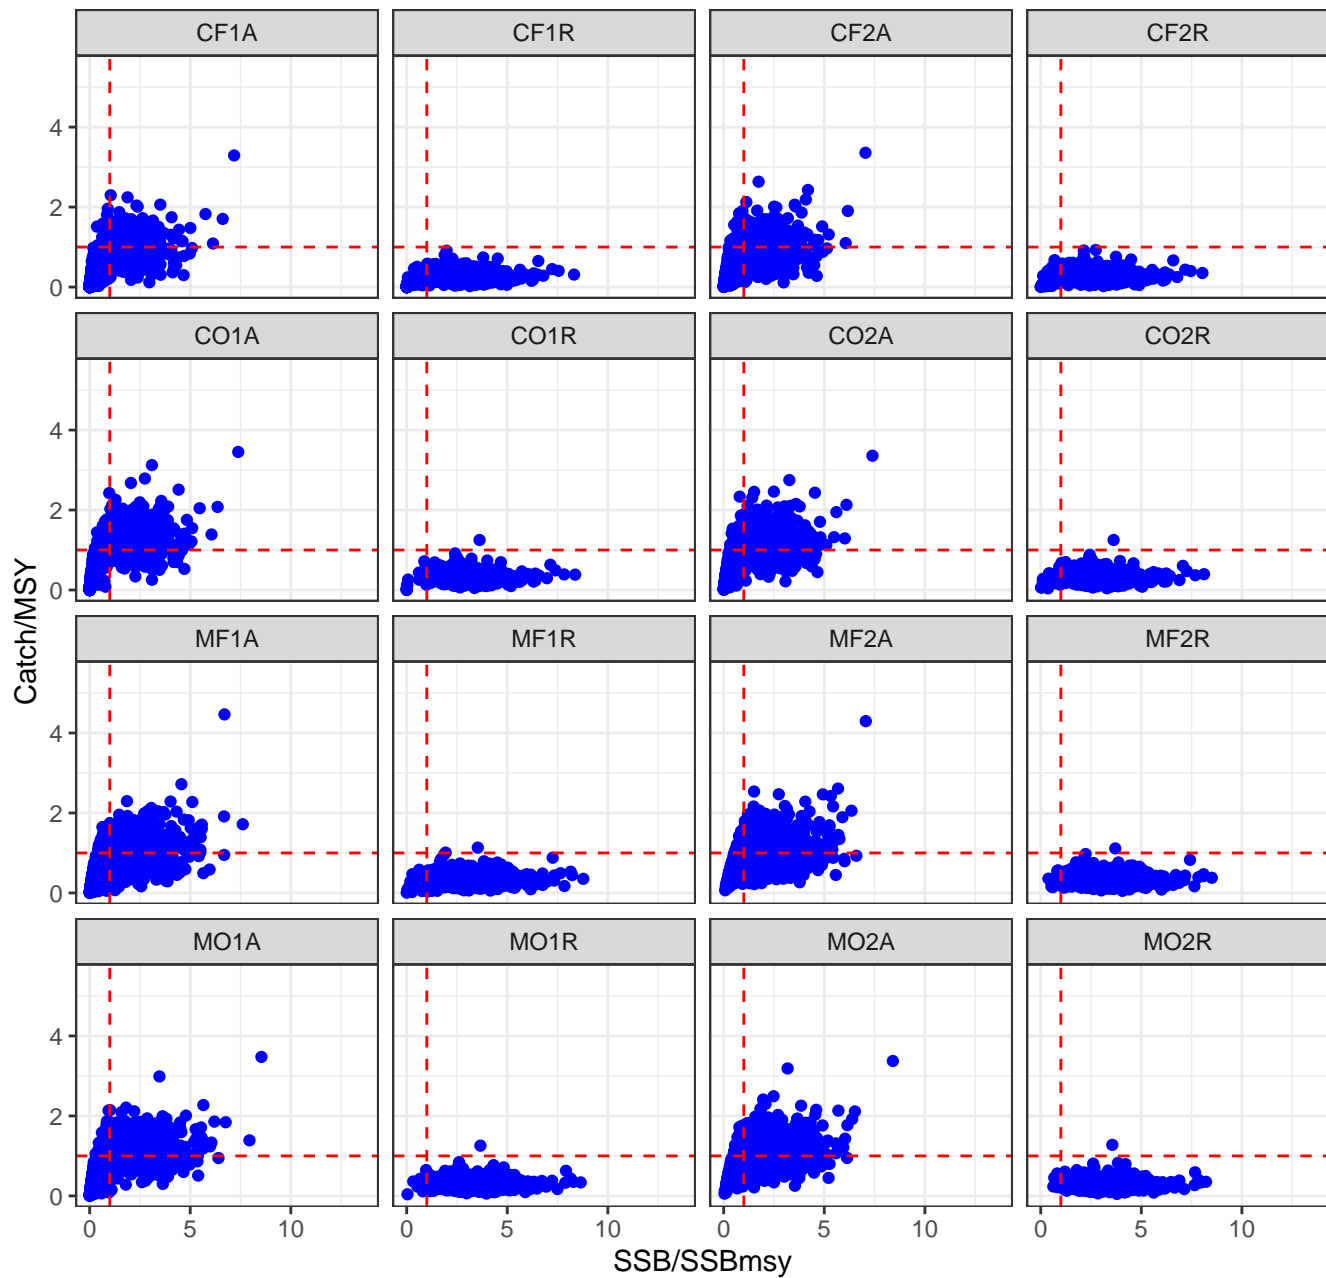 CF1A CF1R CF2A CF2R
4
2
0
CO1A CO1R CO2A CO2R
4
2
0
MF1A MF1R MF2A MF2R
4
2
0
MO1A MO1R MO2A MO2R
4
2
0
0 5 10 0 5 10 0 5 10 0 5 10
SSB/SSBmsy
Catch/MSY